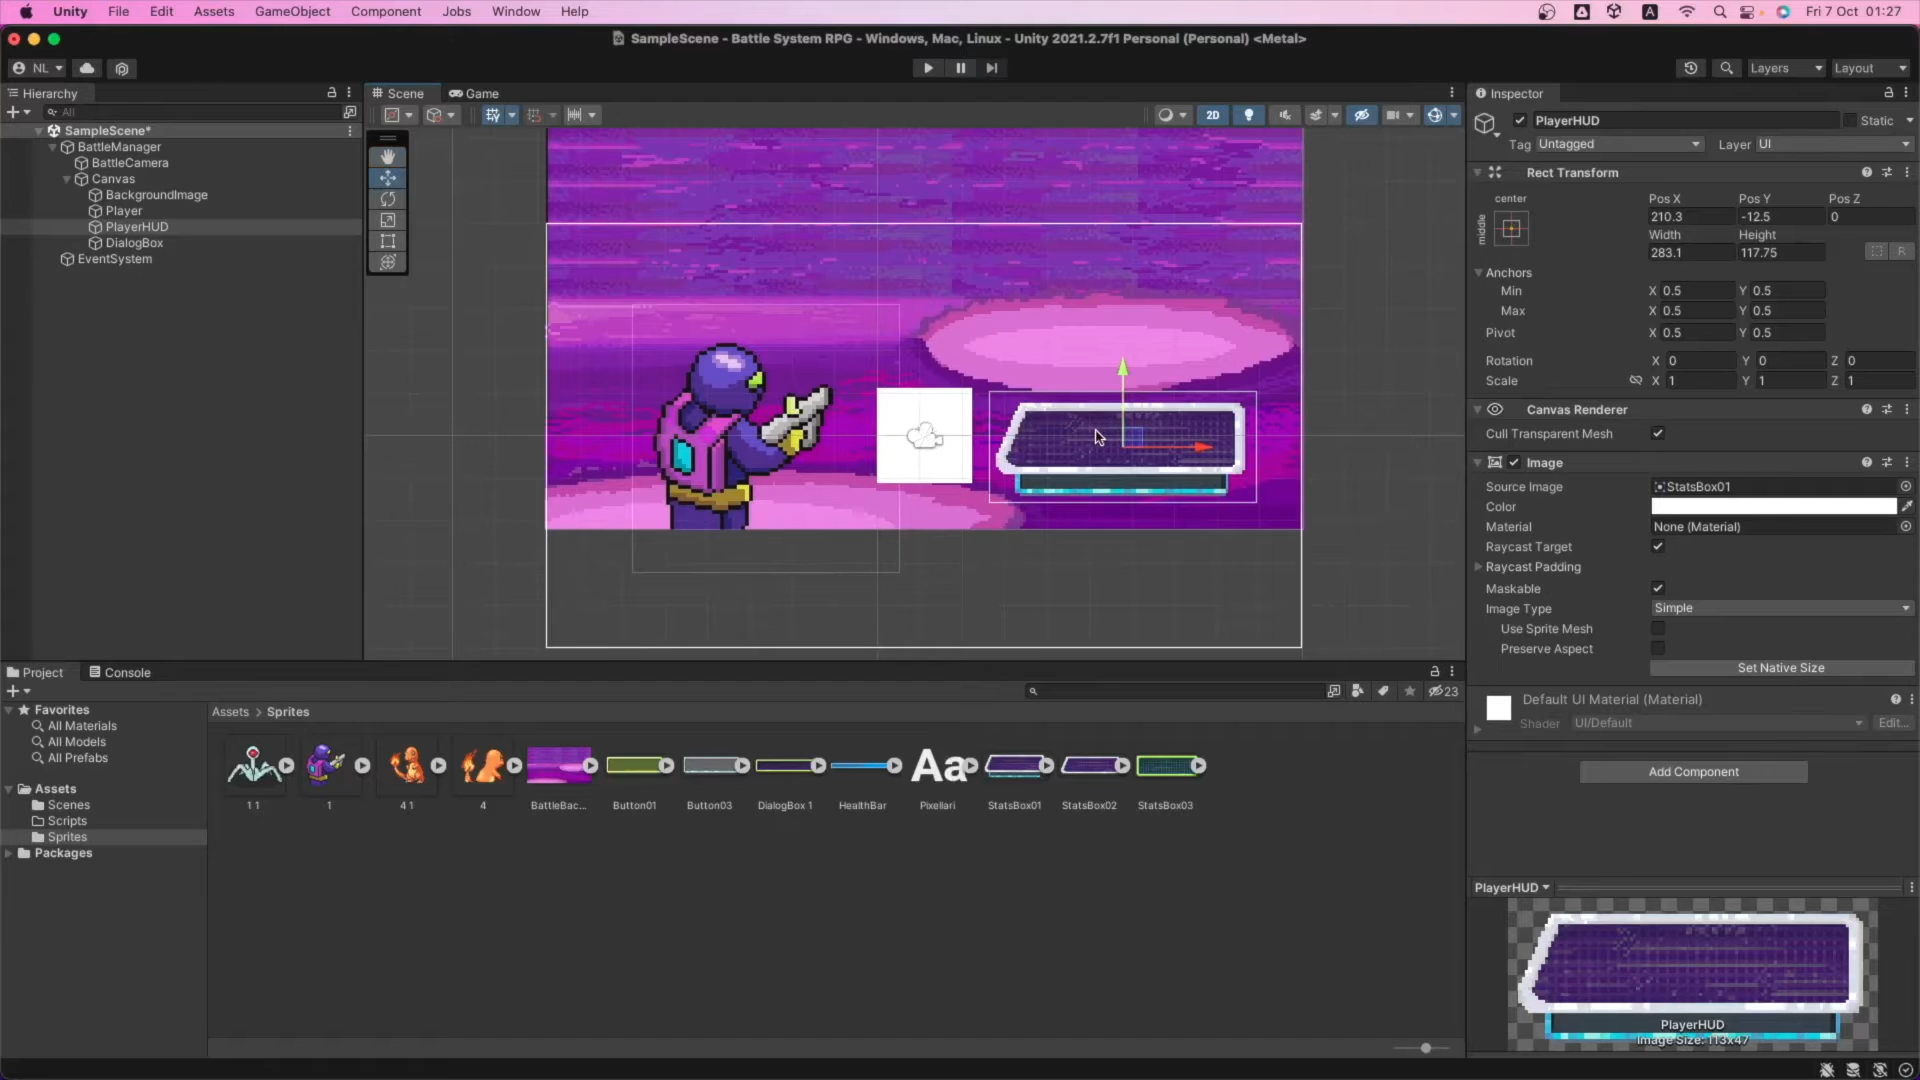 Unity File Edit Assets GameObject Component Jobs Window Help
A
Fri 7 Oct 01:27
SampleScene - Battle System RPG - Windows, Mac, Linux - Unity 2021.2.7f1 Personal (Personal) <Metal>
NL
Layers
Layout
Hierarchy
All
SampleScene*
BattleManager
BattleCamera
Canvas
BackgroundImage
Player
PlayerHUD
DialogBox
EventSystem
Scene
Game
2D
Inspector
PlayerHUD
Static
Tag Untagged
Layer UI
Rect Transform
center
middle
Pos X Pos Y Pos Z
210.3 -12.5 0
Width Height
283.1 117.75
R
Anchors
Min X 0.5 Y 0.5
Max X 0.5 Y 0.5
Pivot X 0.5 Y 0.5
Rotation X 0 Y 0 Z 0
Scale X 1 Y 1 Z 1
Canvas Renderer
Cull Transparent Mesh
Image
Source Image StatsBox01
Color
Material None (Material)
Raycast Target
Raycast Padding
Maskable
Image Type Simple
Use Sprite Mesh
Preserve Aspect
Set Native Size
Default UI Material (Material)
Shader UI/Default
Edit...
Add Component
PlayerHUD
PlayerHUD
Image Size: 113x47
Project
Console
23
Favorites
All Materials
All Models
All Prefabs
Assets
Scenes
Scripts
Sprites
Packages
Assets > Sprites
Aa
1 1
1
4 1
4
BattleBac...
Button01
Button03
DialogBox 1
HealthBar
Pixellari
StatsBox01
StatsBox02
StatsBox03